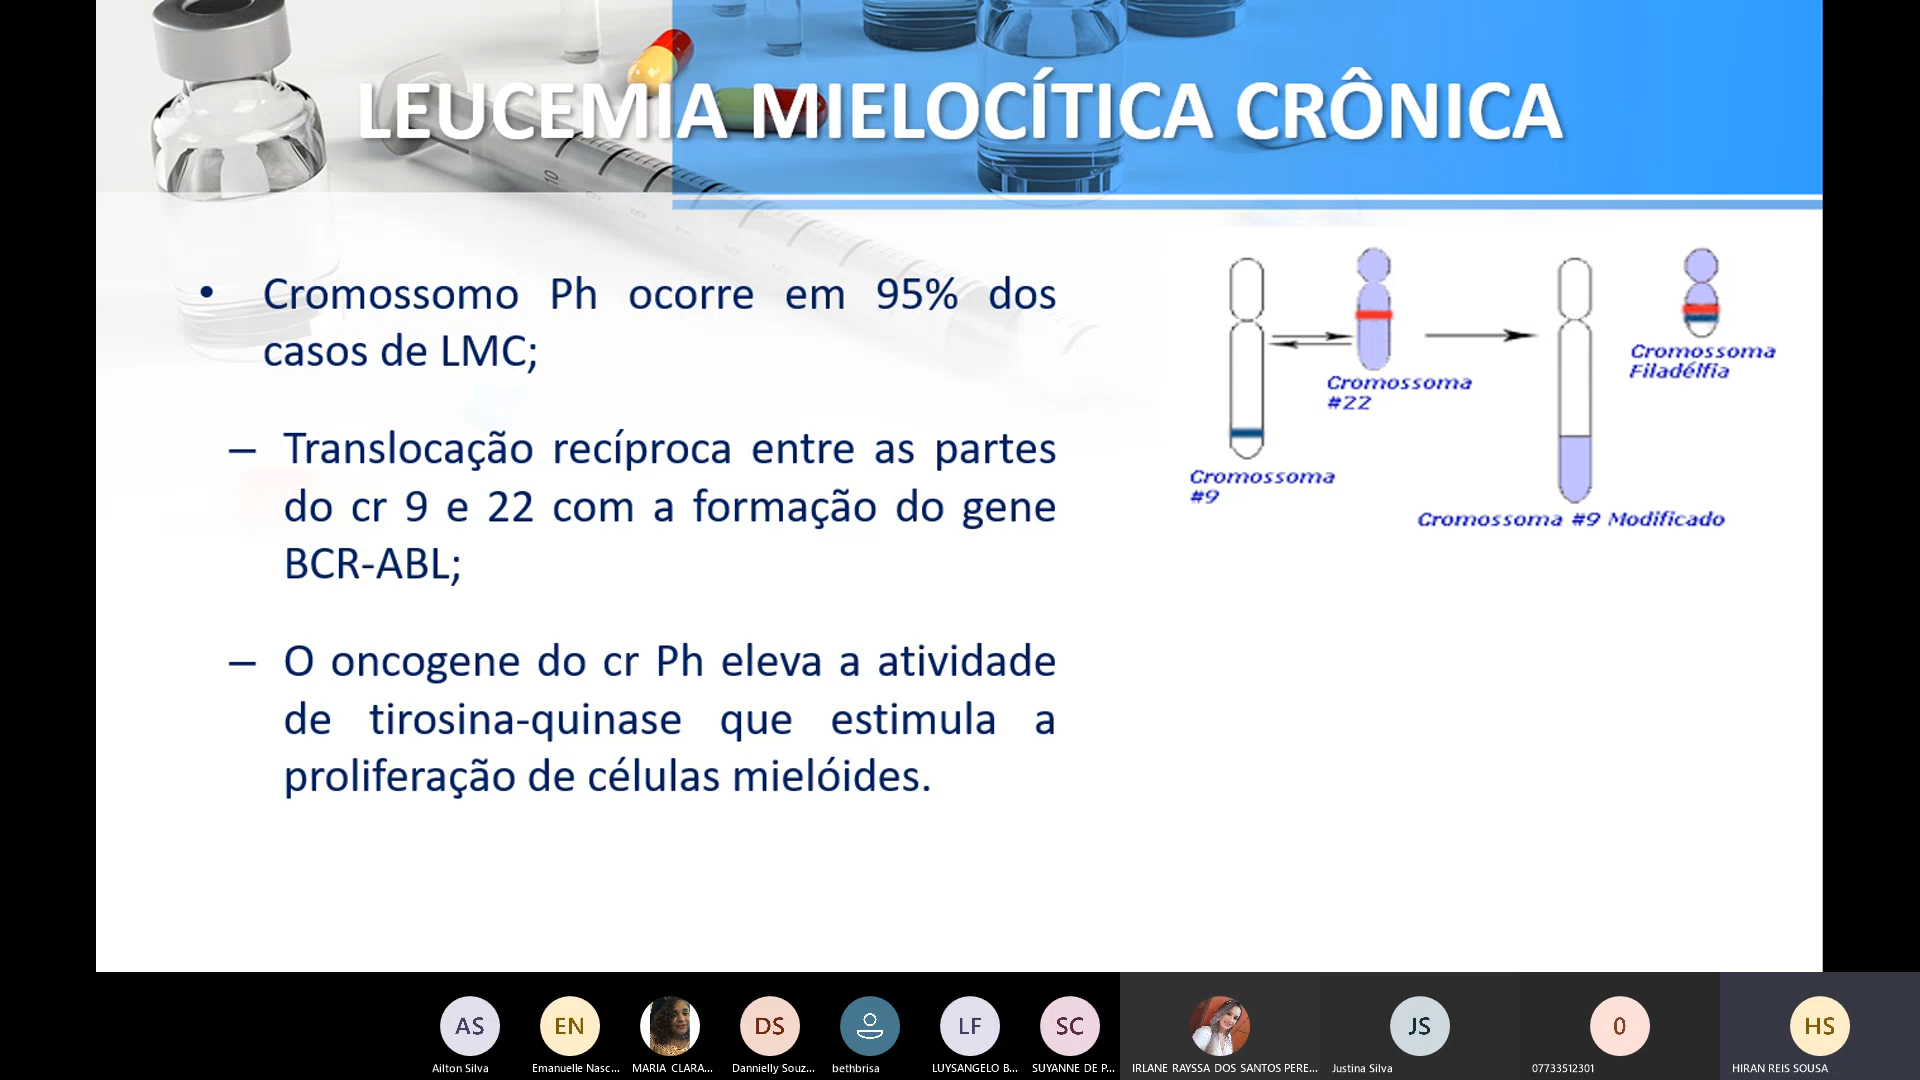 LEUCEMIA MIELOCÍTICA CRÔNICA
• Cromossomo Ph ocorre em 95% dos
casos de LMC;
– Translocação recíproca entre as partes
do cr 9 e 22 com a formação do gene
BCR-ABL;
– O oncogene do cr Ph eleva a atividade
de tirosina-quinase que estimula a
proliferação de células mielóides.
Cromossoma
#9
Cromossoma
#22
Cromossoma #9 Modificado
Cromossoma
Filadélfia
10
AS
EN
DS
LF
SC
JS
0
HS
Ailton Silva
Emanuelle Nasc...
MARIA CLARA...
Dannielly Souz...
bethbrisa
LUYSANGELO B...
SUYANNE DE P...
IRLANE RAYSSA DOS SANTOS PERE...
Justina Silva
07733512301
HIRAN REIS SOUSA